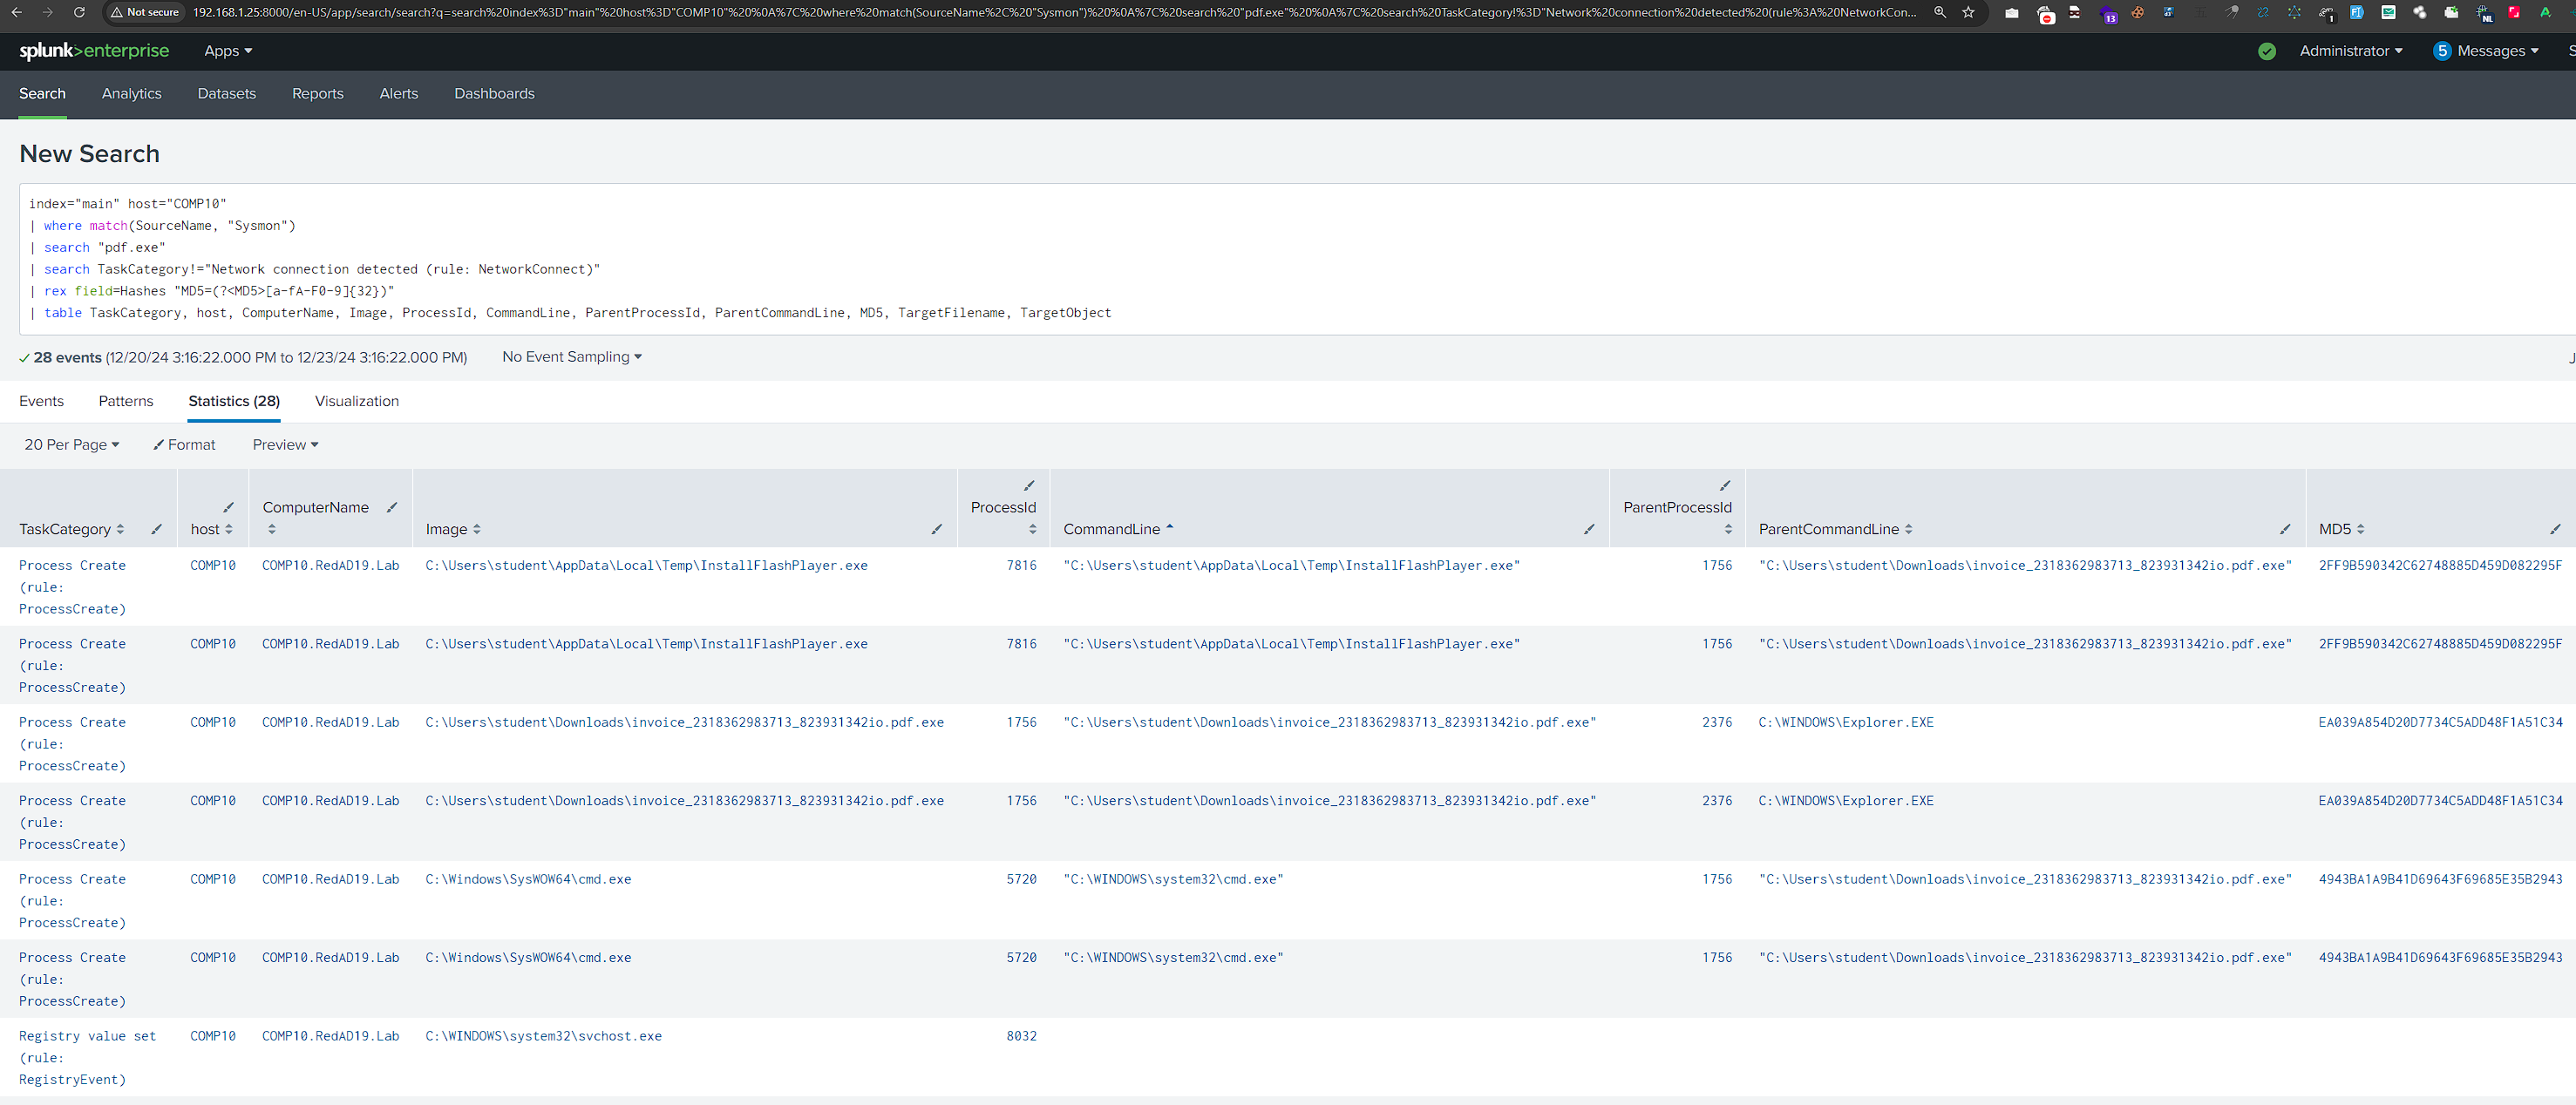 Not secure 192.168.1.25:8000/en-US/app/search/search?q=search%20index%3D"main"%20host%3D"COMP10"%20%0A%7C%20where%20match(SourceName%2C%20"Sysmon")%20%0A%7C%20search%20"pdf.exe"%20%0A%7C%20search%20TaskCategory!%3D"Network%20connection%20detected%20(rule%3A%20NetworkCon...
13
1
NL
splunk>enterprise Apps Administrator 5 Messages S
Search Analytics Datasets Reports Alerts Dashboards
New Search
index="main" host="COMP10"
| where match(SourceName, "Sysmon")
| search "pdf.exe"
| search TaskCategory!="Network connection detected (rule: NetworkConnect)"
| rex field=Hashes "MD5=(?<MD5>[a-fA-F0-9]{32})"
| table TaskCategory, host, ComputerName, Image, ProcessId, CommandLine, ParentProcessId, ParentCommandLine, MD5, TargetFilename, TargetObject
28 events (12/20/24 3:16:22.000 PM to 12/23/24 3:16:22.000 PM) No Event Sampling J
Events Patterns Statistics (28) Visualization
20 Per Page Format Preview
TaskCategory host ComputerName Image ProcessId CommandLine ParentProcessId ParentCommandLine MD5
Process Create COMP10 COMP10.RedAD19.Lab C:\Users\student\AppData\Local\Temp\InstallFlashPlayer.exe 7816 "C:\Users\student\AppData\Local\Temp\InstallFlashPlayer.exe" 1756 "C:\Users\student\Downloads\invoice_2318362983713_823931342io.pdf.exe" 2FF9B590342C62748885D459D082295F
(rule:
ProcessCreate)
Process Create COMP10 COMP10.RedAD19.Lab C:\Users\student\AppData\Local\Temp\InstallFlashPlayer.exe 7816 "C:\Users\student\AppData\Local\Temp\InstallFlashPlayer.exe" 1756 "C:\Users\student\Downloads\invoice_2318362983713_823931342io.pdf.exe" 2FF9B590342C62748885D459D082295F
(rule:
ProcessCreate)
Process Create COMP10 COMP10.RedAD19.Lab C:\Users\student\Downloads\invoice_2318362983713_823931342io.pdf.exe 1756 "C:\Users\student\Downloads\invoice_2318362983713_823931342io.pdf.exe" 2376 C:\WINDOWS\Explorer.EXE EA039A854D20D7734C5ADD48F1A51C34
(rule:
ProcessCreate)
Process Create COMP10 COMP10.RedAD19.Lab C:\Users\student\Downloads\invoice_2318362983713_823931342io.pdf.exe 1756 "C:\Users\student\Downloads\invoice_2318362983713_823931342io.pdf.exe" 2376 C:\WINDOWS\Explorer.EXE EA039A854D20D7734C5ADD48F1A51C34
(rule:
ProcessCreate)
Process Create COMP10 COMP10.RedAD19.Lab C:\Windows\SysWOW64\cmd.exe 5720 "C:\WINDOWS\system32\cmd.exe" 1756 "C:\Users\student\Downloads\invoice_2318362983713_823931342io.pdf.exe" 4943BA1A9B41D69643F69685E35B2943
(rule:
ProcessCreate)
Process Create COMP10 COMP10.RedAD19.Lab C:\Windows\SysWOW64\cmd.exe 5720 "C:\WINDOWS\system32\cmd.exe" 1756 "C:\Users\student\Downloads\invoice_2318362983713_823931342io.pdf.exe" 4943BA1A9B41D69643F69685E35B2943
(rule:
ProcessCreate)
Registry value set COMP10 COMP10.RedAD19.Lab C:\WINDOWS\system32\svchost.exe 8032
(rule:
RegistryEvent)